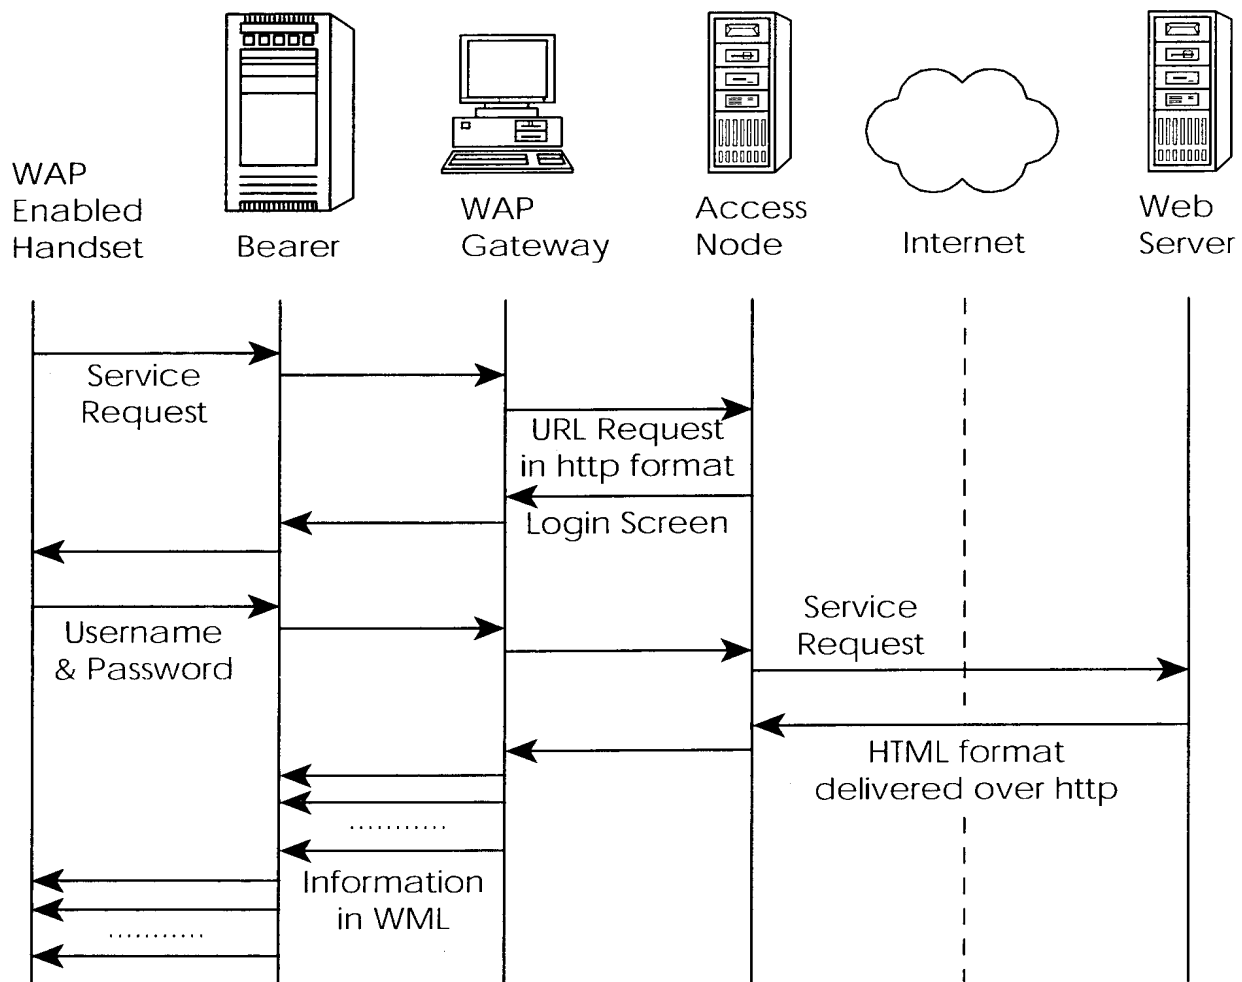 WAP
Enabled
Handset
Bearer
WAP
Gateway
Access
Node
Internet
Web
Server
Service
Request
URL Request
in http format
Login Screen
Username
& Password
Service
Request
HTML format
delivered over http
...........
Information
in WML
...........